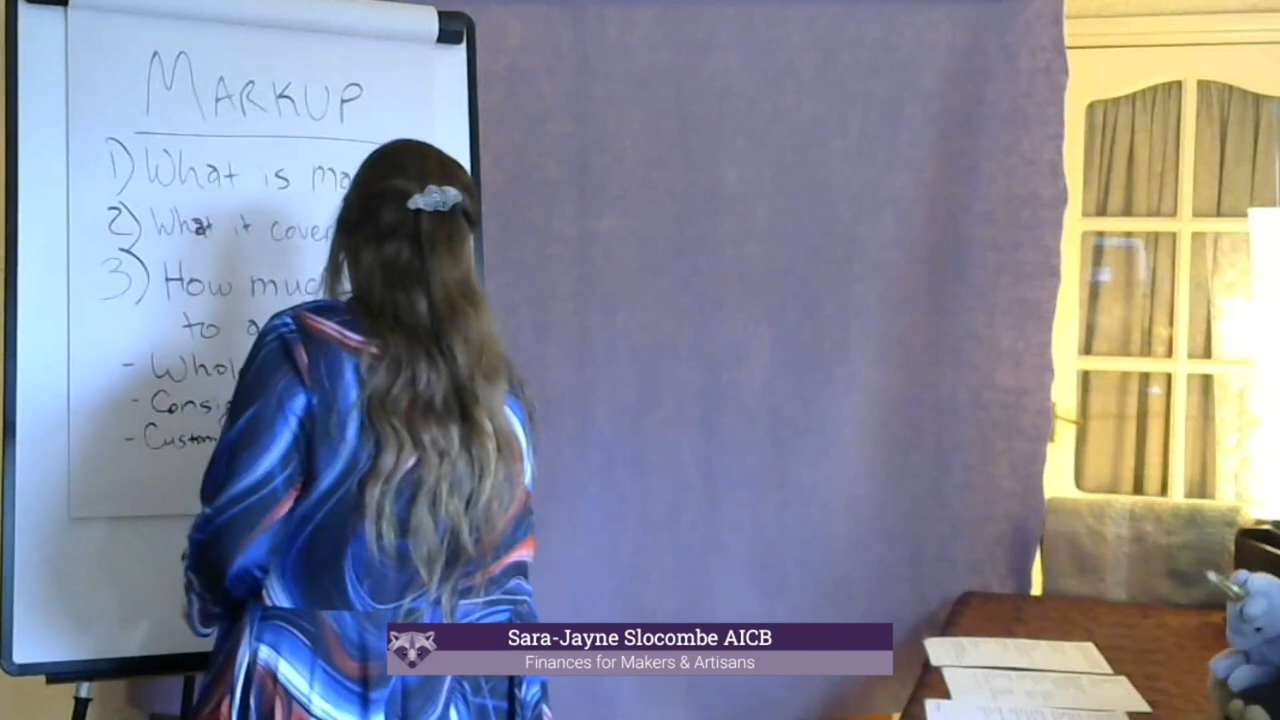 MARKUP
1) What is ma
2) What it cover
3) How muc
to a
- Whol
- Consig
- Custom
Sara-Jayne Slocombe AICB
Finances for Makers & Artisans